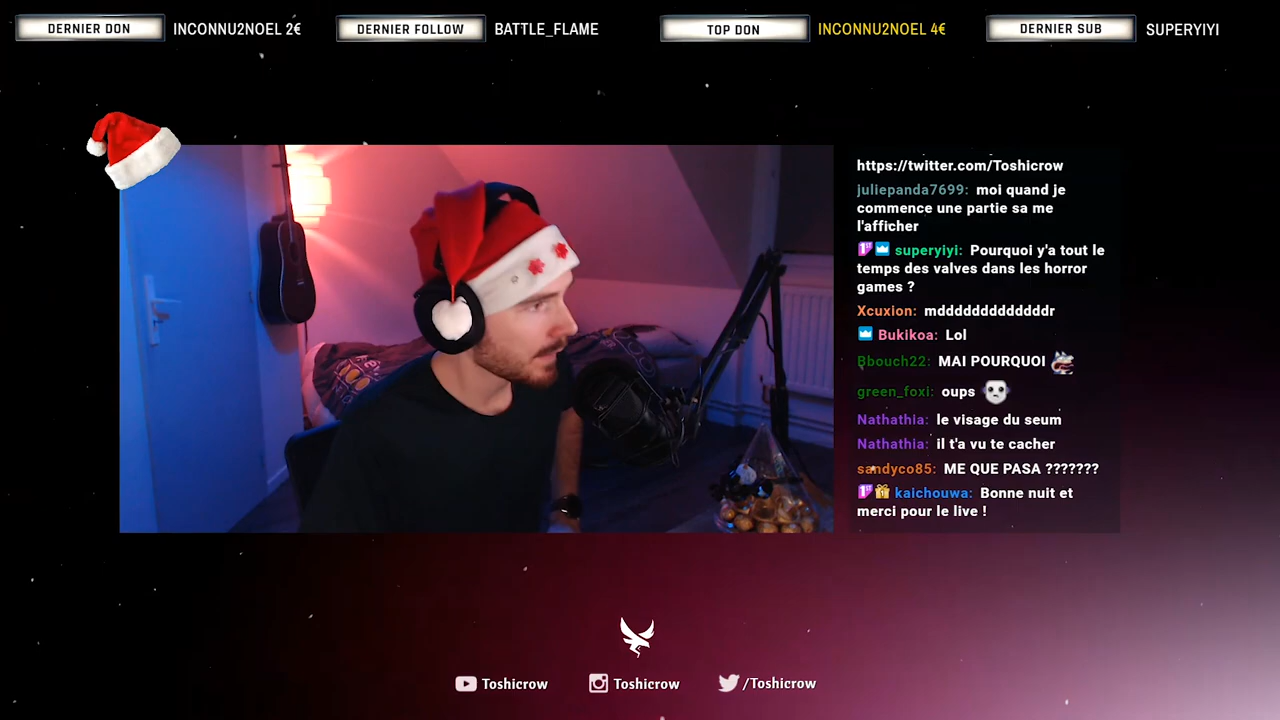 DERNIER DON INCONNU2NOEL 2€ DERNIER FOLLOW BATTLE_FLAME TOP DON INCONNU2NOEL 4€ DERNIER SUB SUPERYIYI
https://twitter.com/Toshicrow
juliepanda7699: moi quand je
commence une partie sa me
l'afficher
superyiyi: Pourquoi y'a tout le
temps des valves dans les horror
games ?
Xcuxion: mdddddddddddddr
Bukikoa: Lol
Bbouch22: MAI POURQUOI
green_foxi: oups
Nathathia: le visage du seum
Nathathia: il t'a vu te cacher
sandyco85: ME QUE PASA ???????
kaichouwa: Bonne nuit et
merci pour le live !
Toshicrow Toshicrow /Toshicrow